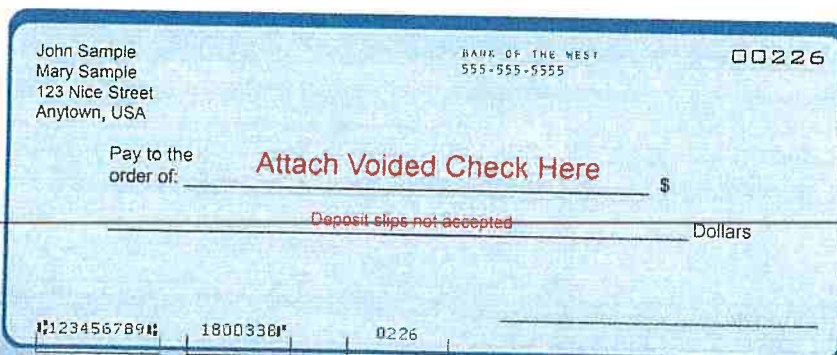 John Sample
Mary Sample
123 Nice Street
Anytown, USA
BANK OF THE WEST
555-555-5555
00226
Pay to the
order of: Attach Voided Check Here $
Deposit slips not accepted
Dollars
⑆123456789⑆ 1800338⑈ 0226